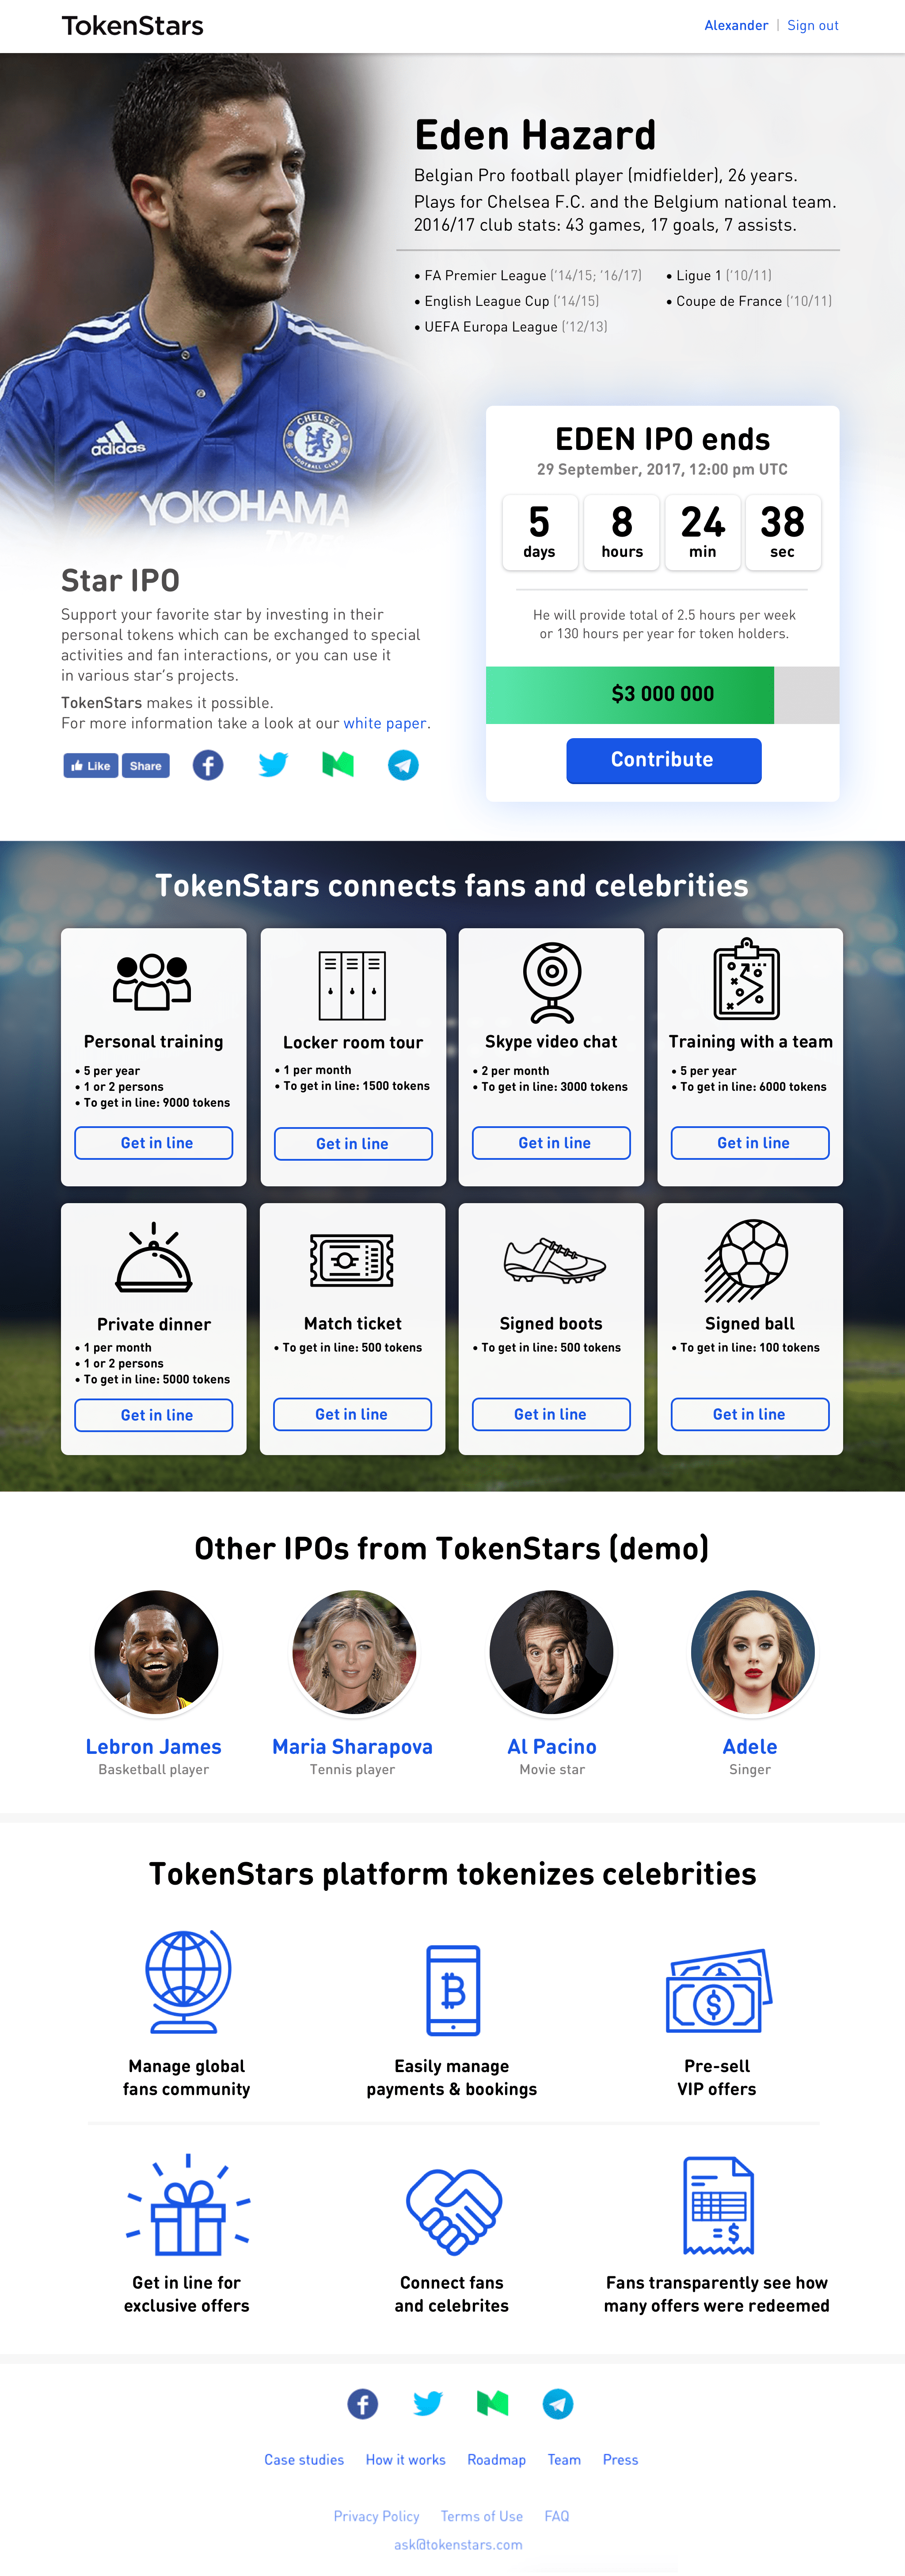 TokenStars
Alexander | Sign out
Eden Hazard
Belgian Pro football player (midfielder), 26 years.
Plays for Chelsea F.C. and the Belgium national team.
2016/17 club stats: 43 games, 17 goals, 7 assists.
• FA Premier League ('14/15; '16/17)
• English League Cup ('14/15)
• UEFA Europa League ('12/13)
• Ligue 1 ('10/11)
• Coupe de France ('10/11)
adidas
CHELSEA
FOOTBALL CLUB
YOKOHAMA
TYRES
EDEN IPO ends
29 September, 2017, 12:00 pm UTC
5 8 24 38
days hours min sec
He will provide total of 2.5 hours per week
or 130 hours per year for token holders.
$3 000 000
Contribute
Star IPO
Support your favorite star by investing in their
personal tokens which can be exchanged to special
activities and fan interactions, or you can use it
in various star's projects.
TokenStars makes it possible.
For more information take a look at our white paper.
Like Share
TokenStars connects fans and celebrities
Personal training
• 5 per year
• 1 or 2 persons
• To get in line: 9000 tokens
Get in line
Locker room tour
• 1 per month
• To get in line: 1500 tokens
Get in line
Skype video chat
• 2 per month
• To get in line: 3000 tokens
Get in line
Training with a team
• 5 per year
• To get in line: 6000 tokens
Get in line
Private dinner
• 1 per month
• 1 or 2 persons
• To get in line: 5000 tokens
Get in line
Match ticket
• To get in line: 500 tokens
Get in line
Signed boots
• To get in line: 500 tokens
Get in line
Signed ball
• To get in line: 100 tokens
Get in line
Other IPOs from TokenStars (demo)
Lebron James
Basketball player
Maria Sharapova
Tennis player
Al Pacino
Movie star
Adele
Singer
TokenStars platform tokenizes celebrities
Manage global
fans community
Easily manage
payments & bookings
Pre-sell
VIP offers
Get in line for
exclusive offers
Connect fans
and celebrites
Fans transparently see how
many offers were redeemed
Case studies How it works Roadmap Team Press
Privacy Policy Terms of Use FAQ
ask@tokenstars.com